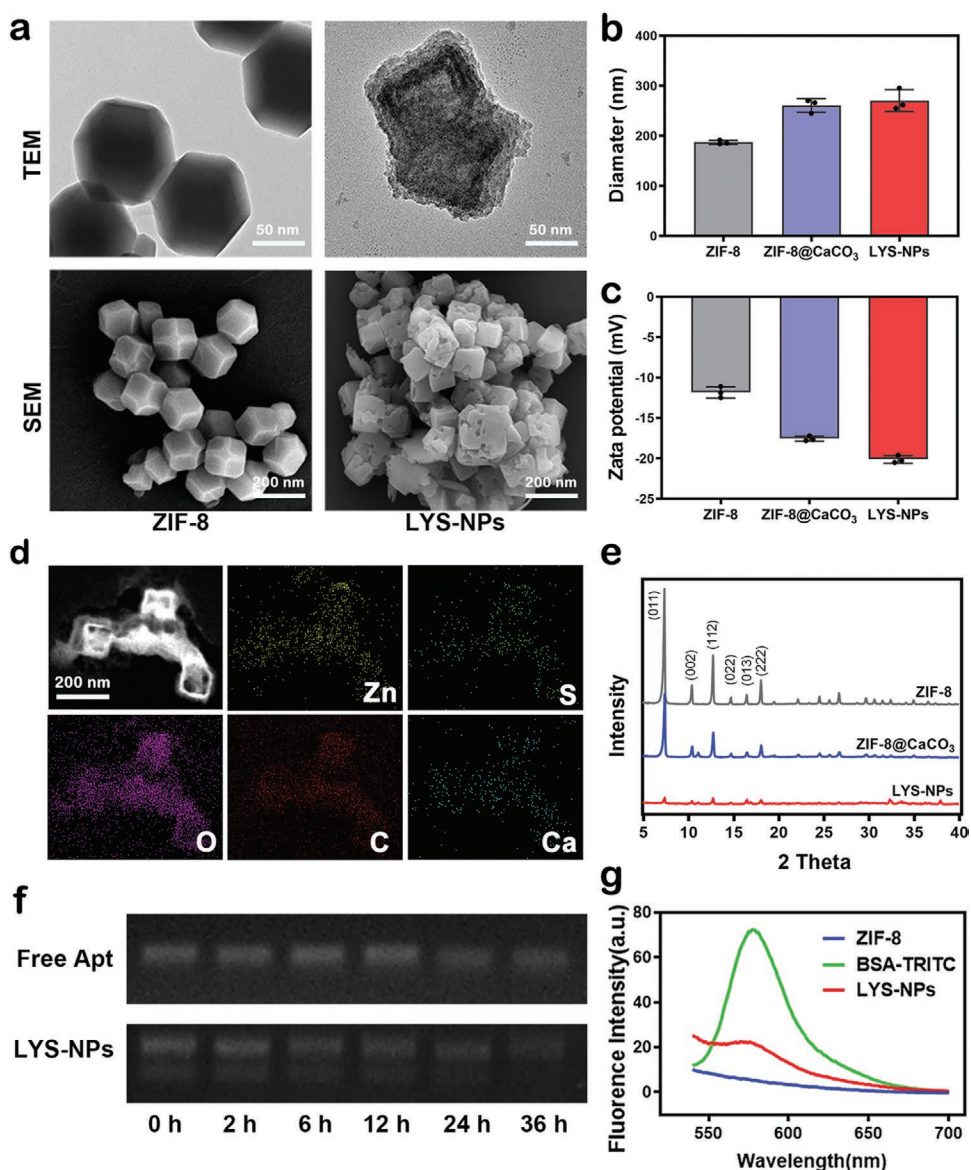 a
TEM
50 nm
50 nm
SEM
200 nm
200 nm
ZIF-8
LYS-NPs
b
Diamater (nm)
400
300
200
100
0
ZIF-8
ZIF-8@CaCO₃
LYS-NPs
c
Zata potential (mV)
0
-5
-10
-15
-20
-25
ZIF-8
ZIF-8@CaCO₃
LYS-NPs
d
200 nm
Zn
S
O
C
Ca
e
Intensity
(011)
(002)
(112)
(022)
(013)
(222)
ZIF-8
ZIF-8@CaCO₃
LYS-NPs
5 10 15 20 25 30 35 40
2 Theta
f
Free Apt
LYS-NPs
0 h 2 h 6 h 12 h 24 h 36 h
g
Fluorence Intensity(a.u.)
80
60
40
20
0
ZIF-8
BSA-TRITC
LYS-NPs
550 600 650 700
Wavelength(nm)